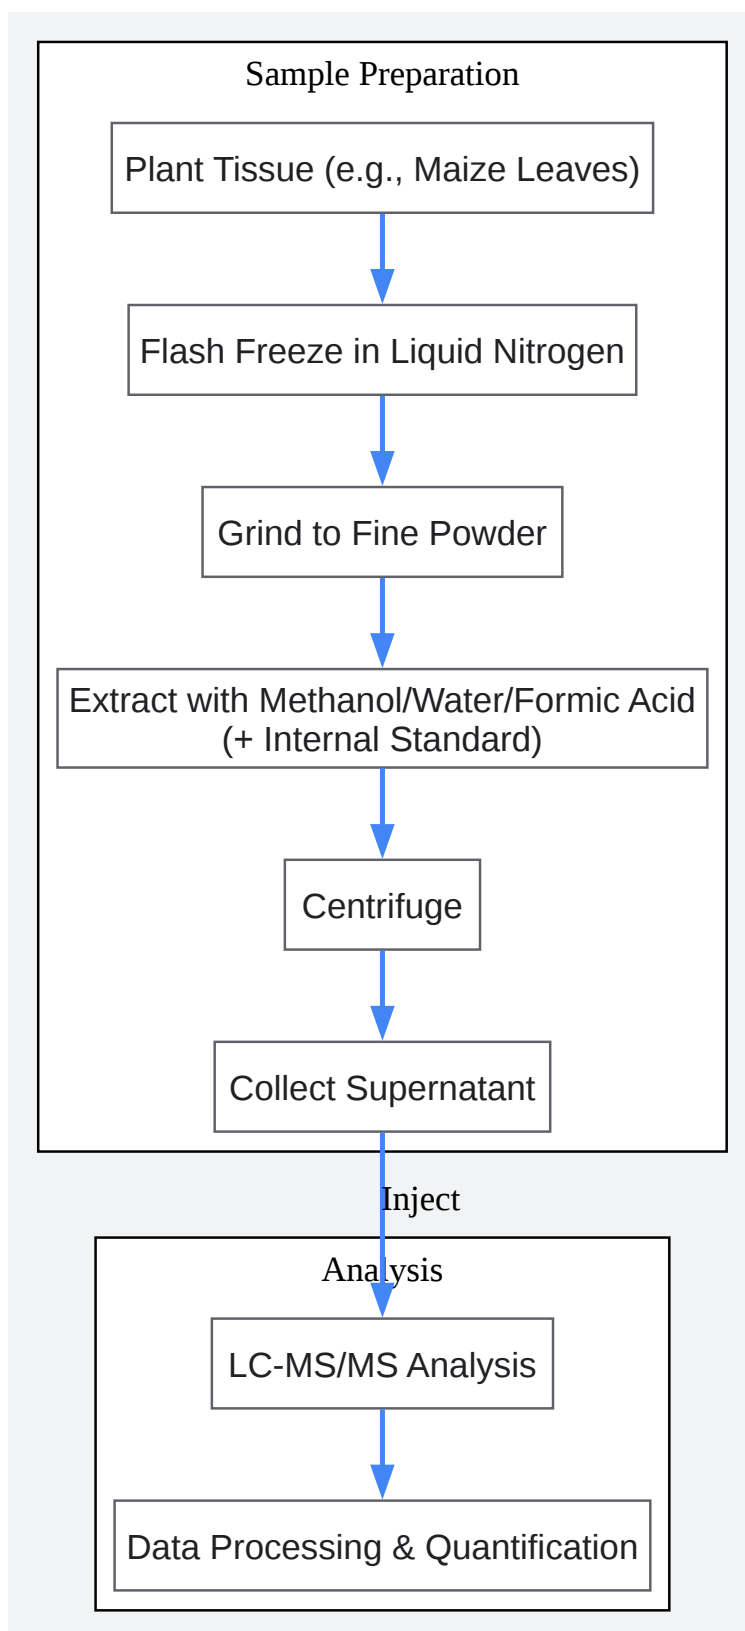 Sample Preparation
Plant Tissue (e.g., Maize Leaves)
Flash Freeze in Liquid Nitrogen
Grind to Fine Powder
Extract with Methanol/Water/Formic Acid
(+ Internal Standard)
Centrifuge
Collect Supernatant
Inject
Analysis
LC-MS/MS Analysis
Data Processing & Quantification